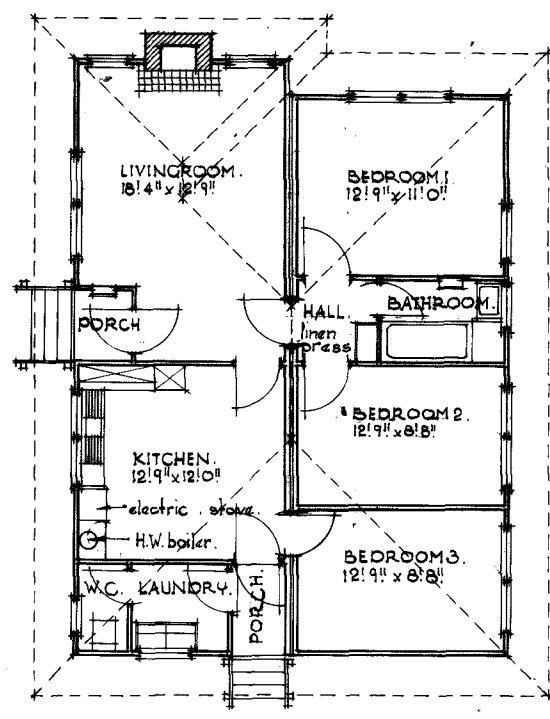 LIVINGROOM.
18'.4" x 12'.9"
BEDROOM.1.
12'.9" x 11'.0"
PORCH
HALL.
linen
press
BATHROOM.
BEDROOM 2.
12'.9" x 8'.8"
KITCHEN.
12'.9" x 12'.0"
electric stove.
H.W. boiler.
BEDROOM 3.
12'.9" x 8'.8"
W.C.
LAUNDRY.
PORCH.